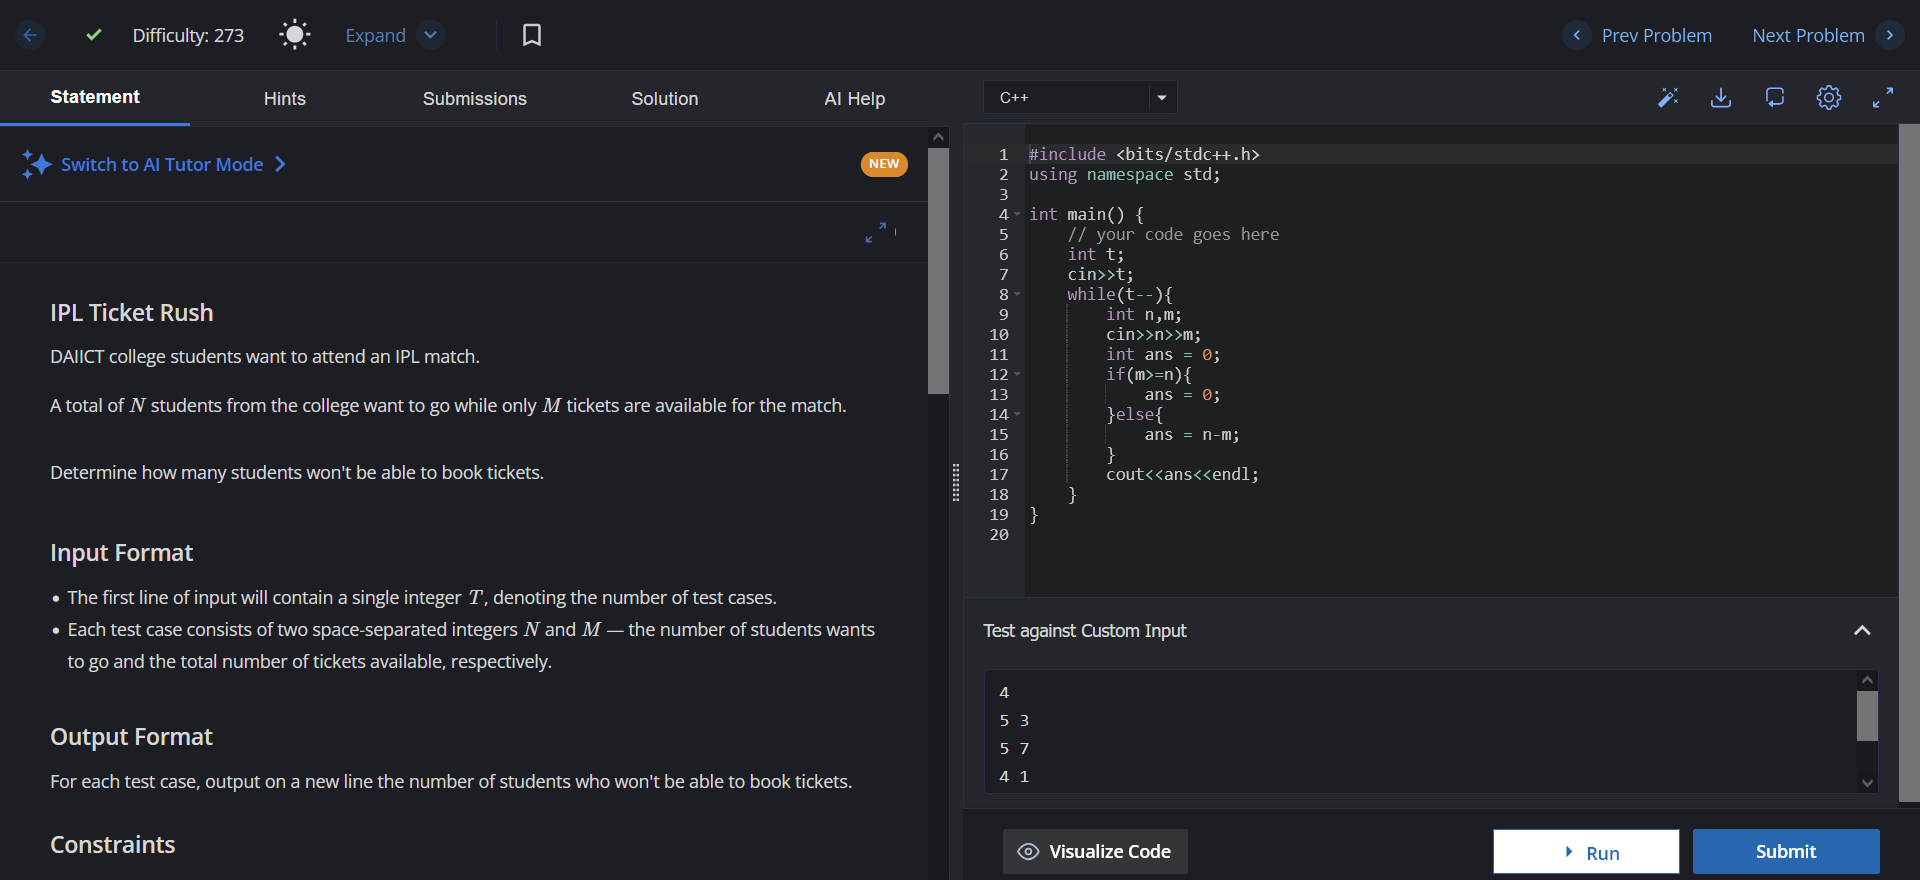 Difficulty: 273 Expand Prev Problem Next Problem
Statement Hints Submissions Solution AI Help
Switch to AI Tutor Mode NEW
IPL Ticket Rush
DAIICT college students want to attend an IPL match.
A total of N students from the college want to go while only M tickets are available for the match.
Determine how many students won't be able to book tickets.
Input Format
• The first line of input will contain a single integer T, denoting the number of test cases.
• Each test case consists of two space-separated integers N and M — the number of students wants
to go and the total number of tickets available, respectively.
Output Format
For each test case, output on a new line the number of students who won't be able to book tickets.
Constraints
C++
1 #include <bits/stdc++.h>
2 using namespace std;
3
4 int main() {
5     // your code goes here
6     int t;
7     cin>>t;
8     while(t--){
9         int n,m;
10         cin>>n>>m;
11         int ans = 0;
12         if(m>=n){
13             ans = 0;
14         }else{
15             ans = n-m;
16         }
17         cout<<ans<<endl;
18     }
19 }
20
Test against Custom Input
4
5 3
5 7
4 1
Visualize Code Run Submit